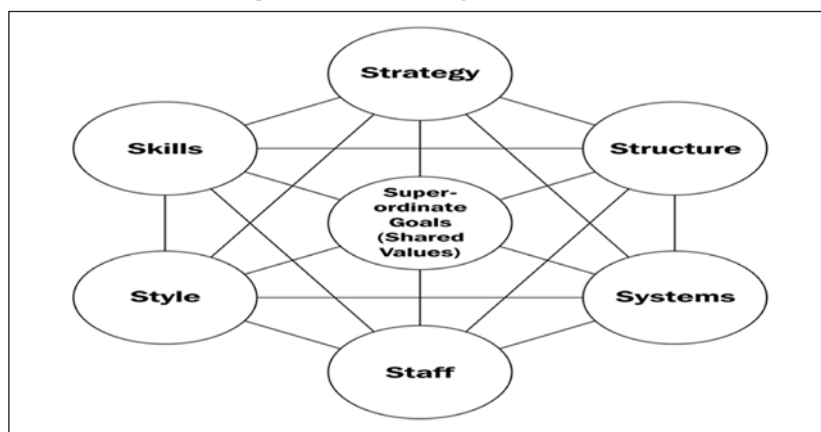 Strategy
Skills
Structure
Super-
ordinate
Goals
(Shared
Values)
Style
Systems
Staff